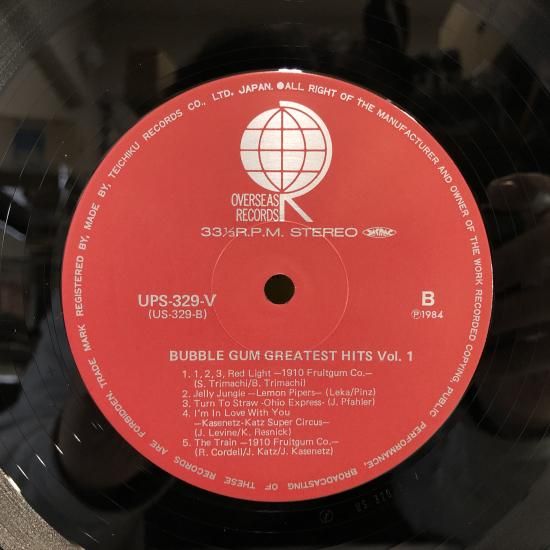 REGISTERED BY, MADE BY, TEICHIKU RECORDS CO., LTD, JAPAN. ●ALL RIGHT OF THE MANUFACTURER AND OWNER OF THE WORK RECORDED COPYING, PUBLIC PERFORMANCE, BROADCASTING OF THESE RECORDS ARE FORBIDDEN. TRADE MARK
OVERSEAS
RECORDS
33⅓R.P.M. STEREO
UPS-329-V
(US-329-B)
B
Ⓟ1984
BUBBLE GUM GREATEST HITS Vol. 1
1. 1, 2, 3, Red Light —1910 Fruitgum Co.—
(S. Trimachi/B. Trimachi)
2. Jelly Jungle —Lemon Pipers— (Leka/Pinz)
3. Turn To Straw -Ohio Express- (J. Pfahler)
4. I'm In Love With You
—Kasenetz-Katz Super Circus—
(J. Levine/K. Resnick)
5. The Train —1910 Fruitgum Co.—
(R. Cordell/J. Katz/J. Kasenetz)